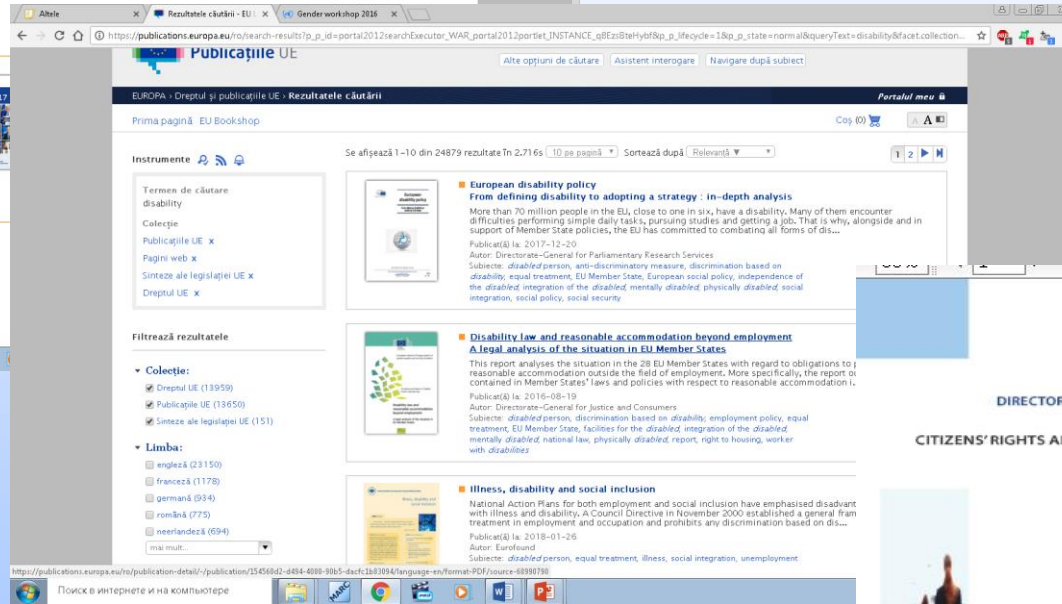 Altele
Rezultatele căutării - EU L
Gender workshop 2016
https://publications.europa.eu/ro/search-results?p_p_id=portal2012searchExecutor_WAR_portal2012portlet_INSTANCE_q8EzsBteHybf&p_p_lifecycle=1&p_p_state=normal&queryText=disability&facet.collection...
Publicațiile UE
Alte opțiuni de căutare
Asistent interogare
Navigare după subiect
EUROPA > Dreptul și publicațiile UE > Rezultatele căutării
Portalul meu
Prima pagină EU Bookshop
Coș (0)
A A
Instrumente
Se afișează 1-10 din 24879 rezultate în 2.716s 10 pe pagină Sortează după Relevanță
1 2
Termen de căutare
disability
Colecție
Publicațiile UE x
Pagini web x
Sinteze ale legislației UE x
Dreptul UE x
Filtrează rezultatele
Colecție:
Dreptul UE (13959)
Publicațiile UE (13650)
Sinteze ale legislației UE (151)
Limba:
engleză (23150)
franceză (1178)
germană (934)
română (775)
neerlandeză (694)
mai mult..
European disability policy
From defining disability to adopting a strategy : in-depth analysis
More than 70 million people in the EU, close to one in six, have a disability. Many of them encounter
difficulties performing simple daily tasks, pursuing studies and getting a job. That is why, alongside and in
support of Member State policies, the EU has committed to combating all forms of dis...
Publicat(ă) la: 2017-12-20
Autor: Directorate-General for Parliamentary Research Services
Subiecte: disabled person, anti-discriminatory measure, discrimination based on
disability, equal treatment, EU Member State, European social policy, independence of
the disabled, integration of the disabled, mentally disabled, physically disabled, social
integration, social policy, social security
Disability law and reasonable accommodation beyond employment
A legal analysis of the situation in EU Member States
This report analyses the situation in the 28 EU Member States with regard to obligations to
reasonable accommodation outside the field of employment. More specifically, the report
contained in Member States' laws and policies with respect to reasonable accommodation i.
Publicat(ă) la: 2016-08-19
Autor: Directorate-General for Justice and Consumers
Subiecte: disabled person, discrimination based on disability, employment policy, equal
treatment, EU Member State, facilities for the disabled, integration of the disabled,
mentally disabled, national law, physically disabled, report, right to housing, worker
with disabilities
Illness, disability and social inclusion
National Action Plans for both employment and social inclusion have emphasised disadvant
with illness and disability. A Council Directive in November 2000 established a general fram
treatment in employment and occupation and prohibits any discrimination based on dis...
Publicat(ă) la: 2018-01-26
Autor: Eurofound
Subiecte: disabled person, equal treatment, illness, social integration, unemployment
https://publications.europa.eu/ro/publication-detail/-/publication/154560d2-d494-4080-90b5-dacfc1b83094/language-en/format-PDF/source-68990790
Поиск в интернете и на компьютере
MARC
DIRECTOR
CITIZENS' RIGHTS A